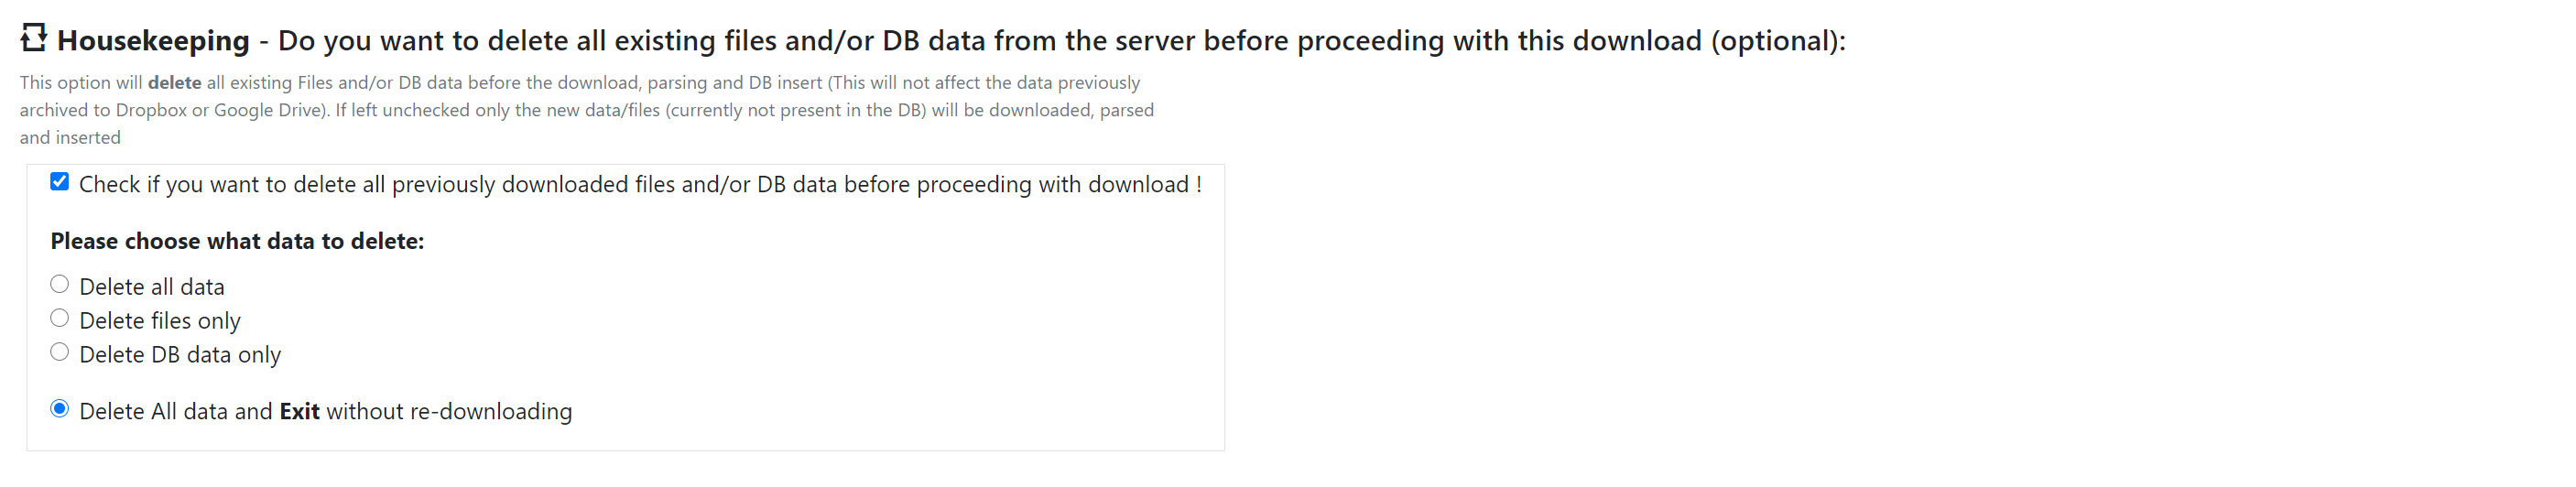 Housekeeping - Do you want to delete all existing files and/or DB data from the server before proceeding with this download (optional):
This option will delete all existing Files and/or DB data before the download, parsing and DB insert (This will not affect the data previously
archived to Dropbox or Google Drive). If left unchecked only the new data/files (currently not present in the DB) will be downloaded, parsed
and inserted
Check if you want to delete all previously downloaded files and/or DB data before proceeding with download !
Please choose what data to delete:
Delete all data
Delete files only
Delete DB data only
Delete All data and Exit without re-downloading